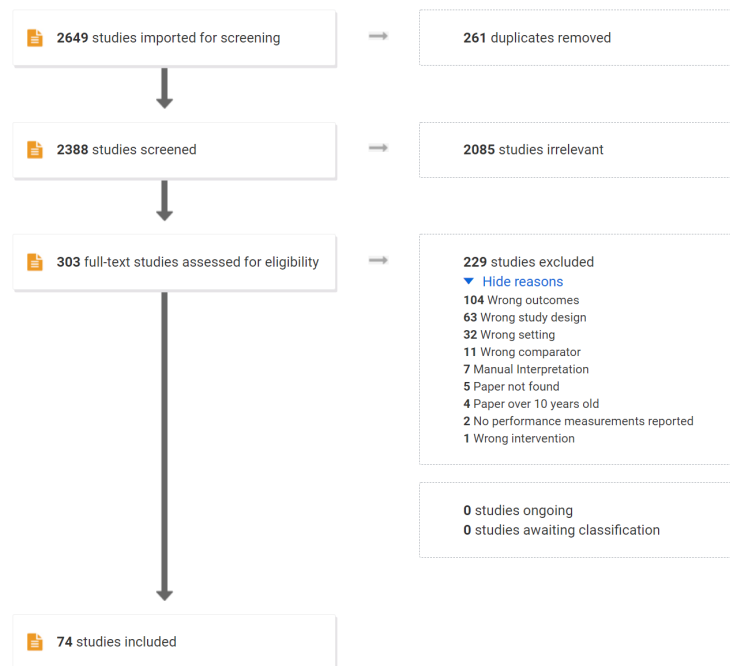 2649 studies imported for screening
261 duplicates removed
2388 studies screened
2085 studies irrelevant
303 full-text studies assessed for eligibility
229 studies excluded
Hide reasons
104 Wrong outcomes
63 Wrong study design
32 Wrong setting
11 Wrong comparator
7 Manual Interpretation
5 Paper not found
4 Paper over 10 years old
2 No performance measurements reported
1 Wrong intervention
0 studies ongoing
0 studies awaiting classification
74 studies included